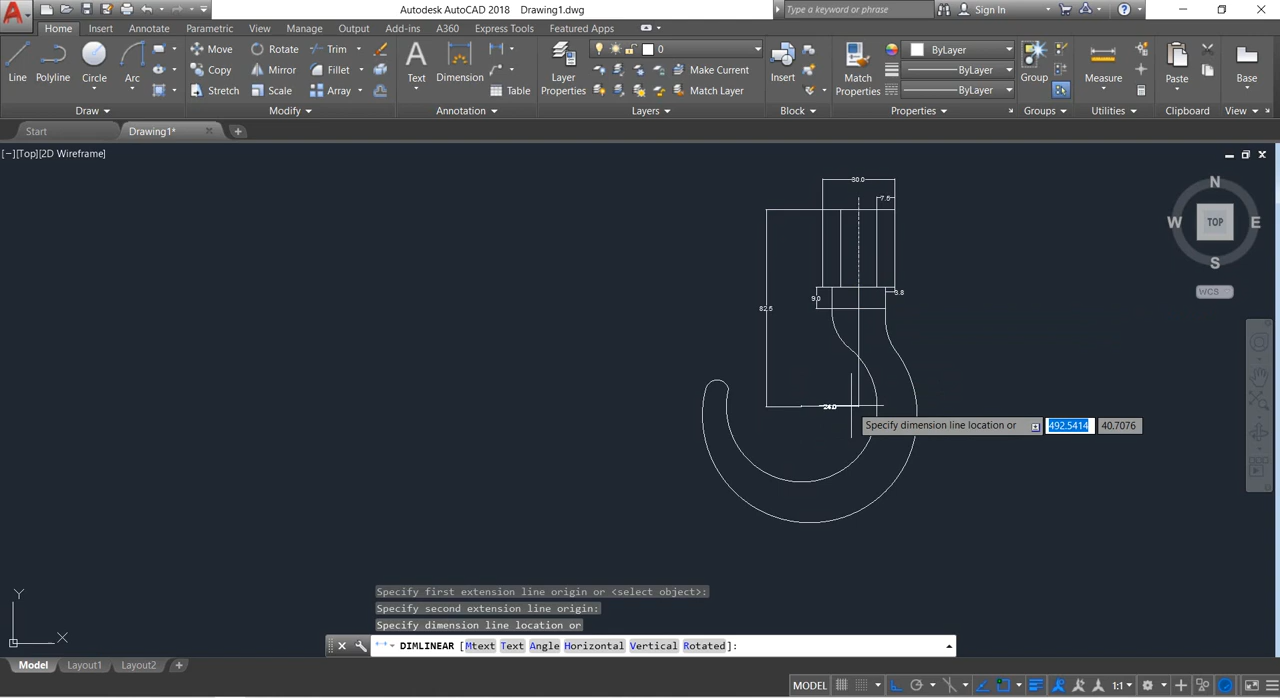 Autodesk AutoCAD 2018 Drawing1.dwg
Type a keyword or phrase
Sign In
Home Insert Annotate Parametric View Manage Output Add-ins A360 Express Tools Featured Apps
Line
Polyline
Circle
Arc
Move
Rotate
Trim
Copy
Mirror
Fillet
Stretch
Scale
Array
Text
Dimension
Table
Layer
Properties
0
Make Current
Match Layer
Insert
Match
Properties
ByLayer
ByLayer
ByLayer
Group
Measure
Paste
Base
Draw
Modify
Annotation
Layers
Block
Properties
Groups
Utilities
Clipboard
View
Start
Drawing1*
[−][Top][2D Wireframe]
N
W
TOP
E
S
WCS
30.0
7.5
3.8
9.0
82.5
24.0
Specify dimension line location or
492.5414
40.7076
Specify first extension line origin or <select object>:
Specify second extension line origin:
Specify dimension line location or
DIMLINEAR [Mtext Text Angle Horizontal Vertical Rotated]:
Y
X
Model
Layout1
Layout2
MODEL
1:1